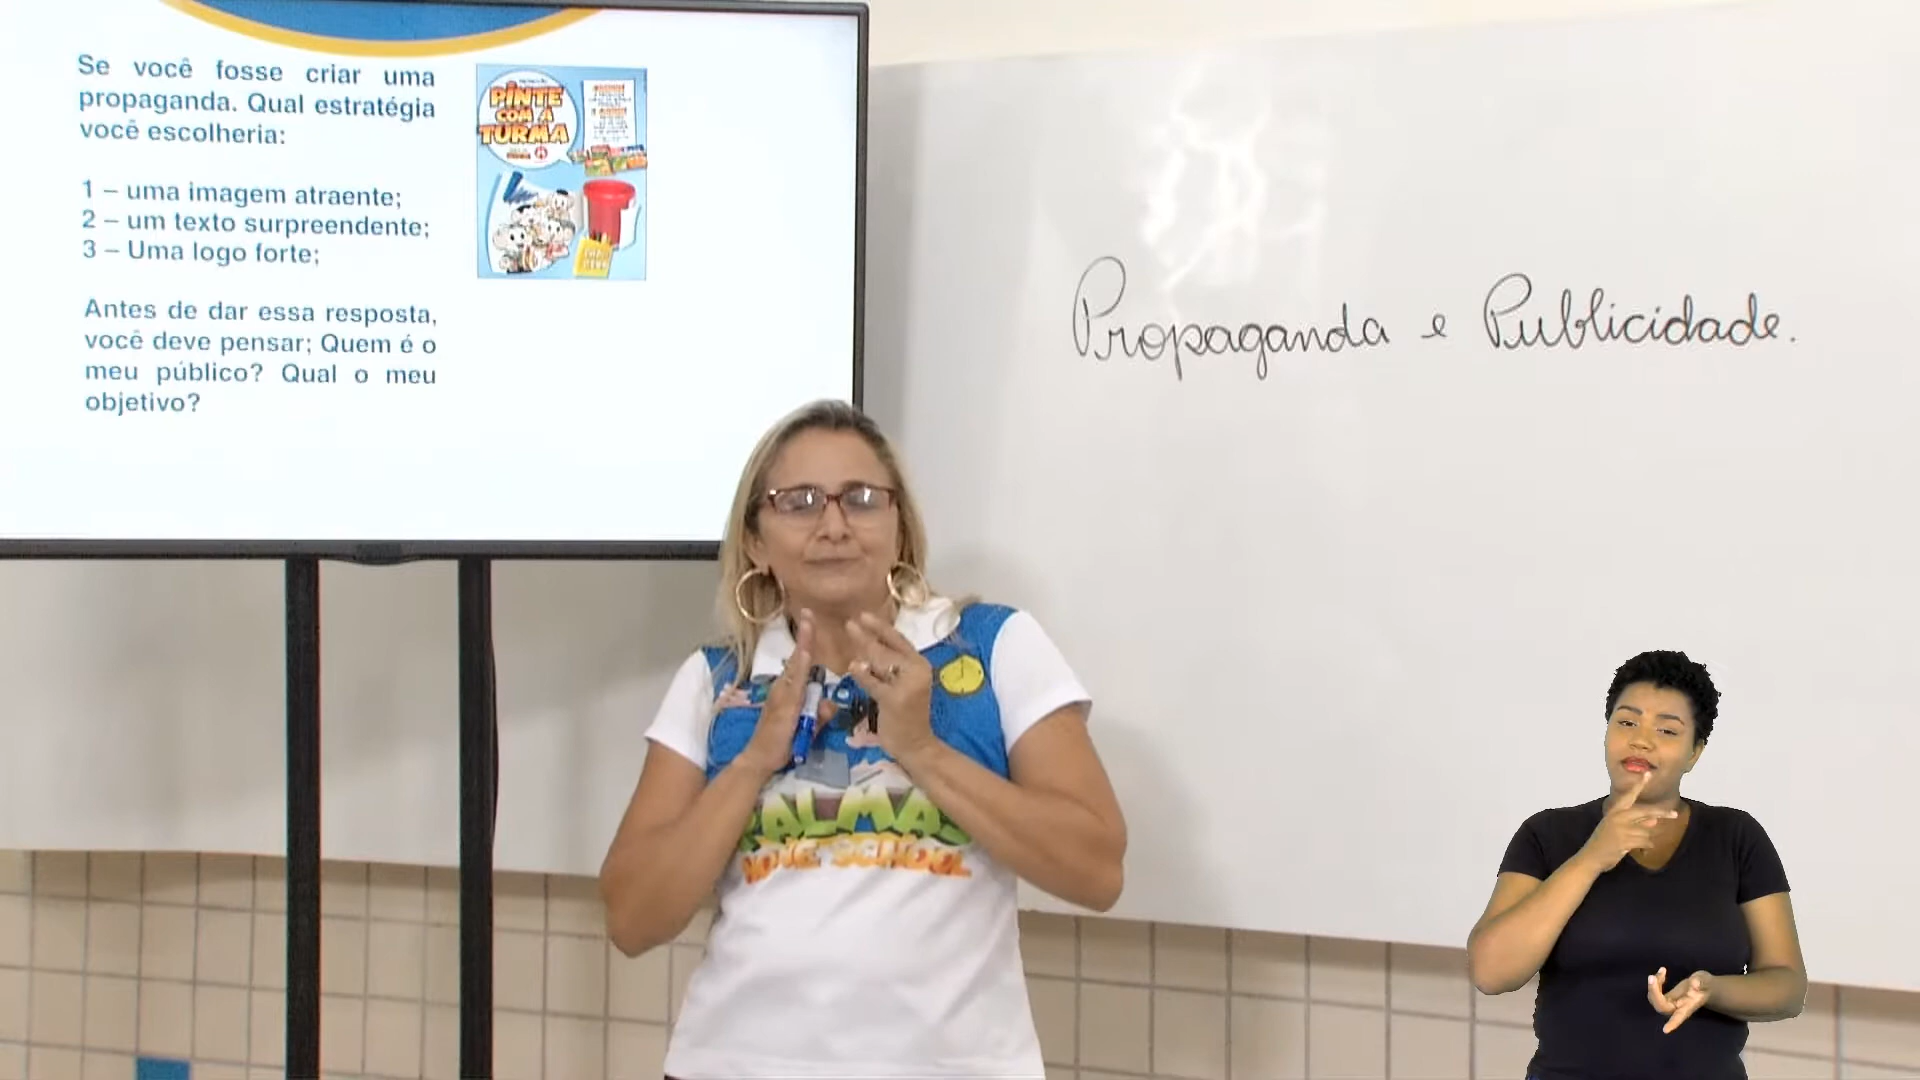 Se você fosse criar uma
propaganda. Qual estratégia
você escolheria:
1 – uma imagem atraente;
2 – um texto surpreendente;
3 – Uma logo forte;
Antes de dar essa resposta,
você deve pensar; Quem é o
meu público? Qual o meu
objetivo?
PINTE
COM A
TURMA
Propaganda e Publicidade.
PALMAS
HOME SCHOOL